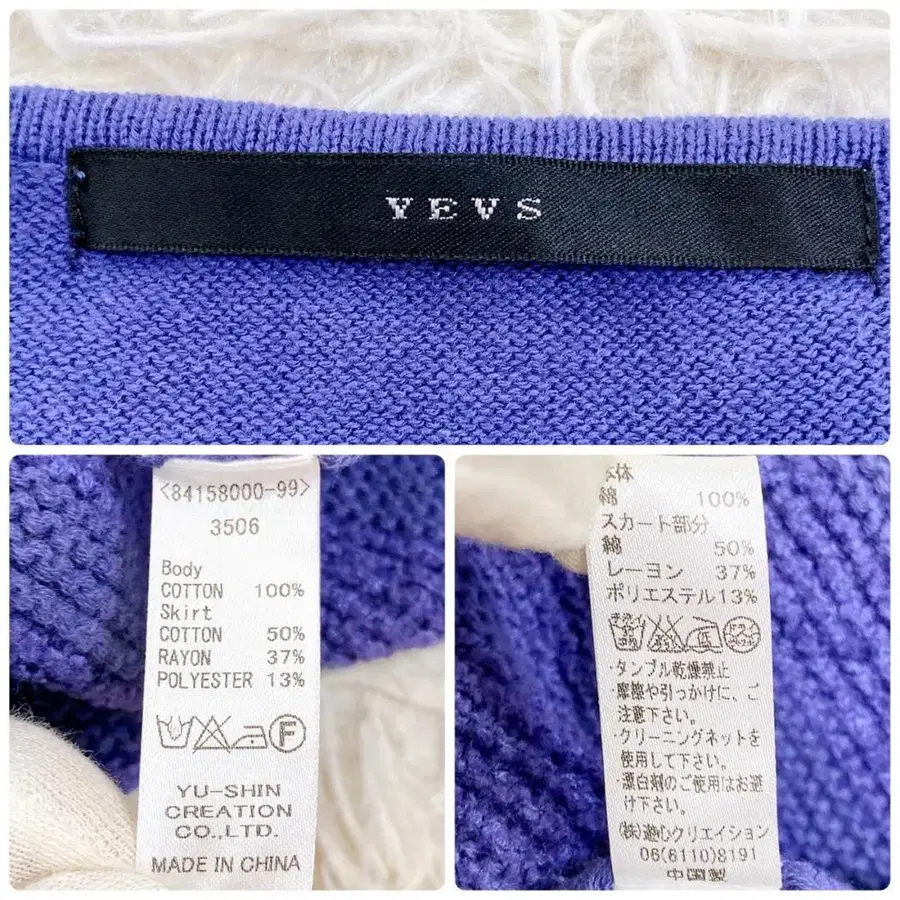 YEVS
<84158000-99>
3506
Body
COTTON 100%
Skirt
COTTON 50%
RAYON 37%
POLYESTER 13%
F
YU-SHIN
CREATION
CO.,LTD.
MADE IN CHINA
本体
綿 100%
スカート部分
綿 50%
レーヨン 37%
ポリエステル13%
・タンブル乾燥禁止
・摩擦や引っかけに、ご
注意下さい。
・クリーニングネットを
使用して下さい。
・漂白剤のご使用はお避
け下さい。
(株)遊心クリエイション
06(6110)8191
中国製